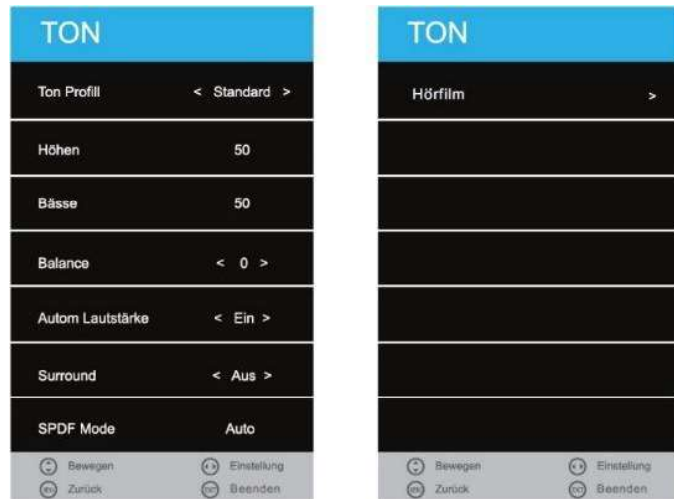 TON
Ton Profill < Standard >
Höhen 50
Bässe 50
Balance < 0 >
Autom Lautstärke < Ein >
Surround < Aus >
SPDF Mode Auto
Bewegen Einstellung
Zurück Beenden
TON
Hörfilm >
Bewegen Einstellung
Zurück Beenden